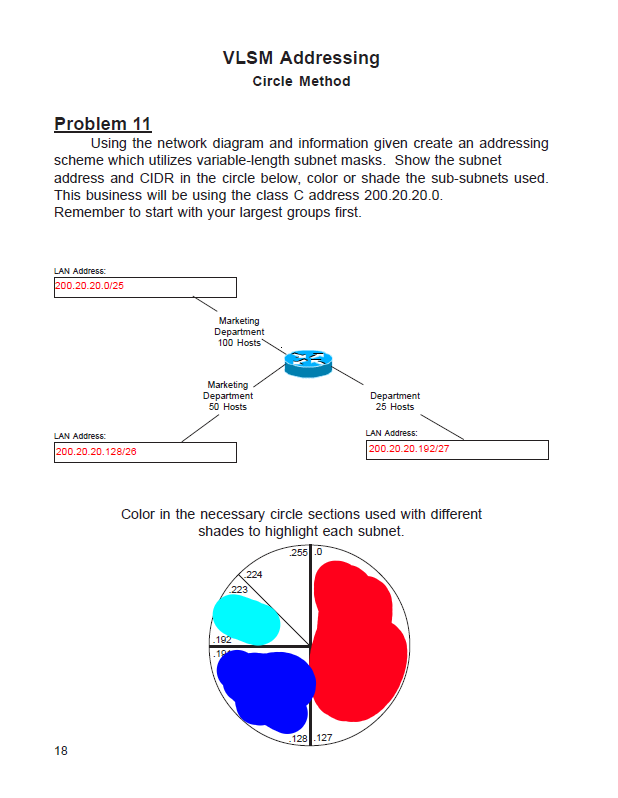 VLSM Addressing
Circle Method
Problem 11
Using the network diagram and information given create an addressing
scheme which utilizes variable-length subnet masks. Show the subnet
address and CIDR in the circle below, color or shade the sub-subnets used.
This business will be using the class C address 200.20.20.0.
Remember to start with your largest groups first.
LAN Address:
200.20.20.0/25
Marketing
Department
100 Hosts
Marketing
Department
50 Hosts
Department
25 Hosts
LAN Address:
200.20.20.128/26
LAN Address:
200.20.20.192/27
Color in the necessary circle sections used with different
shades to highlight each subnet.
.255 .0
.224
.223
.192
.128 .127
18